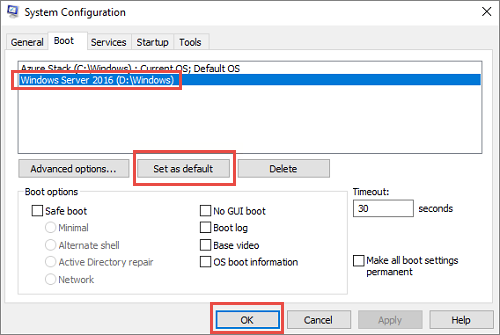 System Configuration
General Boot Services Startup Tools
Azure Stack (C:\Windows) : Current OS; Default OS
Windows Server 2016 (D:\Windows)
Advanced options... Set as default Delete
Boot options
Timeout:
Safe boot No GUI boot 30 seconds
Minimal Boot log
Alternate shell Base video
Active Directory repair OS boot information Make all boot settings
permanent
Network
OK Cancel Apply Help